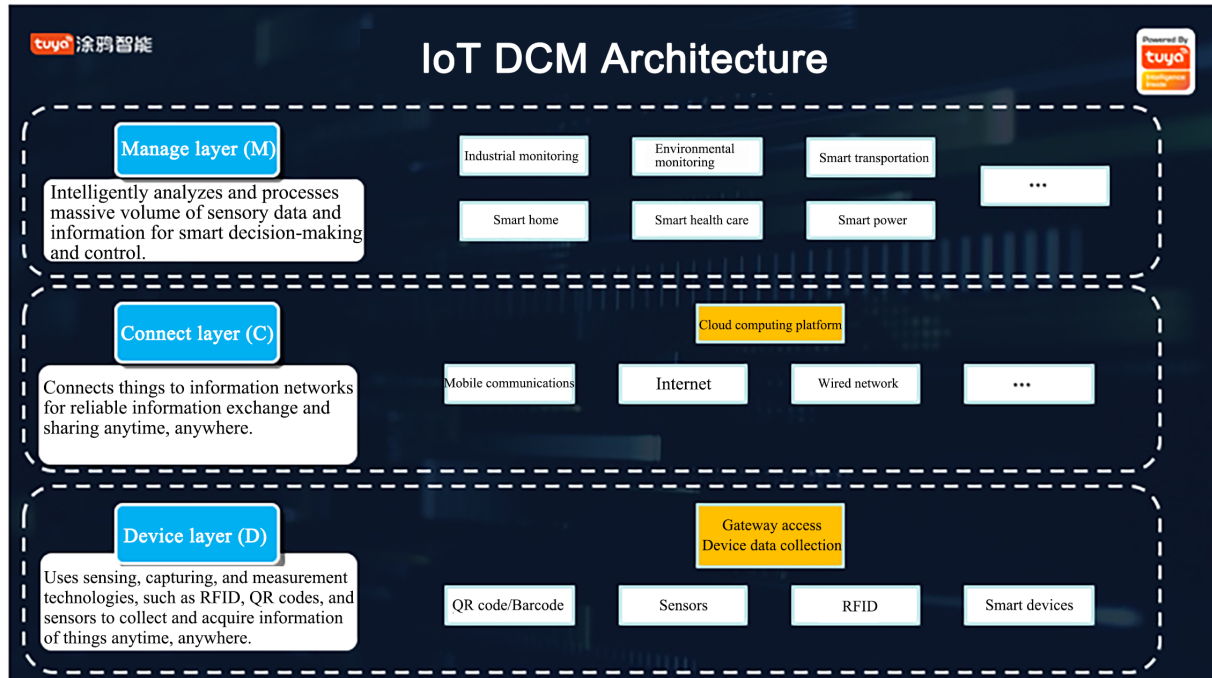 tuya 涂鸦智能
IoT DCM Architecture
Powered By
tuya
Intelligence
Inside
Manage layer (M)
Intelligently analyzes and processes
massive volume of sensory data and
information for smart decision-making
and control.
Industrial monitoring
Environmental
monitoring
Smart transportation
...
Smart home
Smart health care
Smart power
Connect layer (C)
Connects things to information networks
for reliable information exchange and
sharing anytime, anywhere.
Cloud computing platform
Mobile communications
Internet
Wired network
...
Device layer (D)
Uses sensing, capturing, and measurement
technologies, such as RFID, QR codes, and
sensors to collect and acquire information
of things anytime, anywhere.
Gateway access
Device data collection
QR code/Barcode
Sensors
RFID
Smart devices